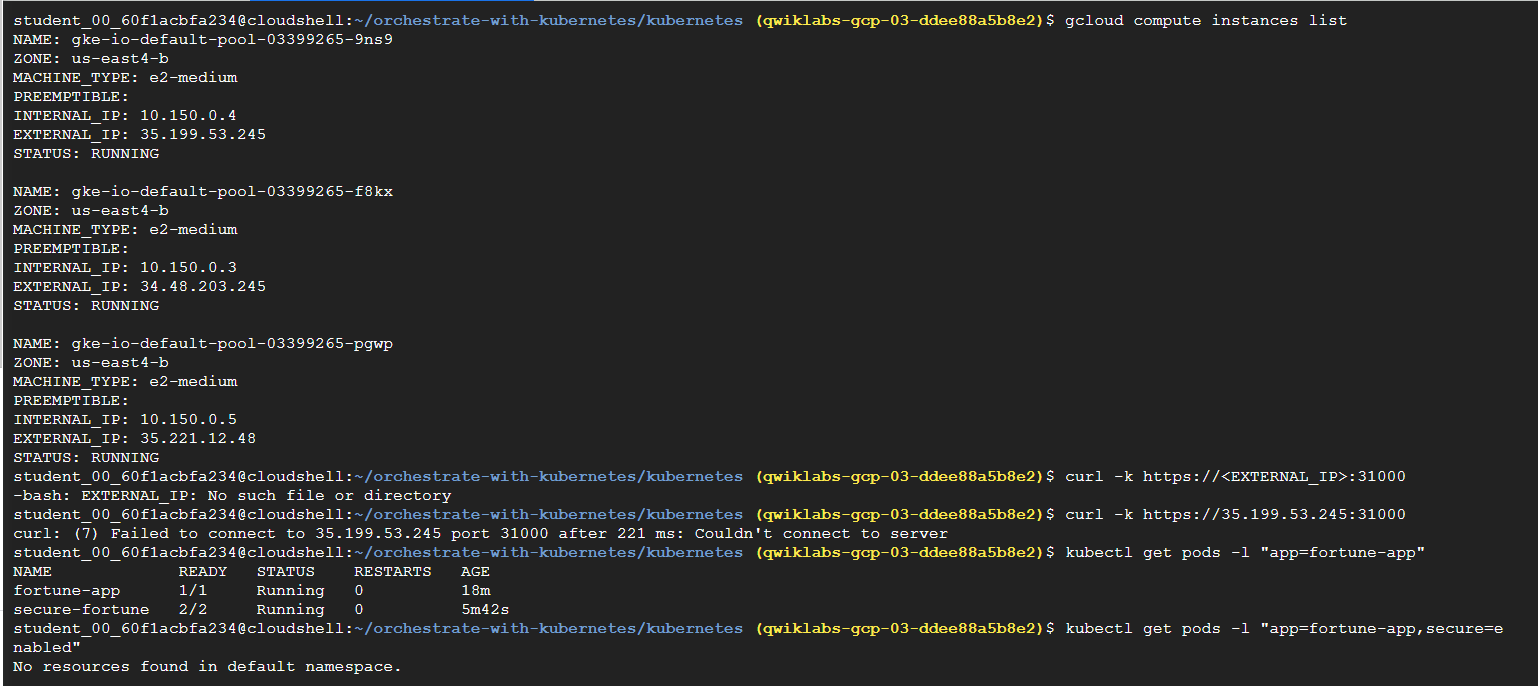 student_00_60f1acbfa234@cloudshell:~/orchestrate-with-kubernetes/kubernetes (qwiklabs-gcp-03-ddee88a5b8e2)$ gcloud compute instances list
NAME: gke-io-default-pool-03399265-9ns9
ZONE: us-east4-b
MACHINE_TYPE: e2-medium
PREEMPTIBLE:
INTERNAL_IP: 10.150.0.4
EXTERNAL_IP: 35.199.53.245
STATUS: RUNNING
NAME: gke-io-default-pool-03399265-f8kx
ZONE: us-east4-b
MACHINE_TYPE: e2-medium
PREEMPTIBLE:
INTERNAL_IP: 10.150.0.3
EXTERNAL_IP: 34.48.203.245
STATUS: RUNNING
NAME: gke-io-default-pool-03399265-pgwp
ZONE: us-east4-b
MACHINE_TYPE: e2-medium
PREEMPTIBLE:
INTERNAL_IP: 10.150.0.5
EXTERNAL_IP: 35.221.12.48
STATUS: RUNNING
student_00_60f1acbfa234@cloudshell:~/orchestrate-with-kubernetes/kubernetes (qwiklabs-gcp-03-ddee88a5b8e2)$ curl -k https://<EXTERNAL_IP>:31000
-bash: EXTERNAL_IP: No such file or directory
student_00_60f1acbfa234@cloudshell:~/orchestrate-with-kubernetes/kubernetes (qwiklabs-gcp-03-ddee88a5b8e2)$ curl -k https://35.199.53.245:31000
curl: (7) Failed to connect to 35.199.53.245 port 31000 after 221 ms: Couldn't connect to server
student_00_60f1acbfa234@cloudshell:~/orchestrate-with-kubernetes/kubernetes (qwiklabs-gcp-03-ddee88a5b8e2)$ kubectl get pods -l "app=fortune-app"
NAME READY STATUS RESTARTS AGE
fortune-app 1/1 Running 0 18m
secure-fortune 2/2 Running 0 5m42s
student_00_60f1acbfa234@cloudshell:~/orchestrate-with-kubernetes/kubernetes (qwiklabs-gcp-03-ddee88a5b8e2)$ kubectl get pods -l "app=fortune-app,secure=e
nabled"
No resources found in default namespace.